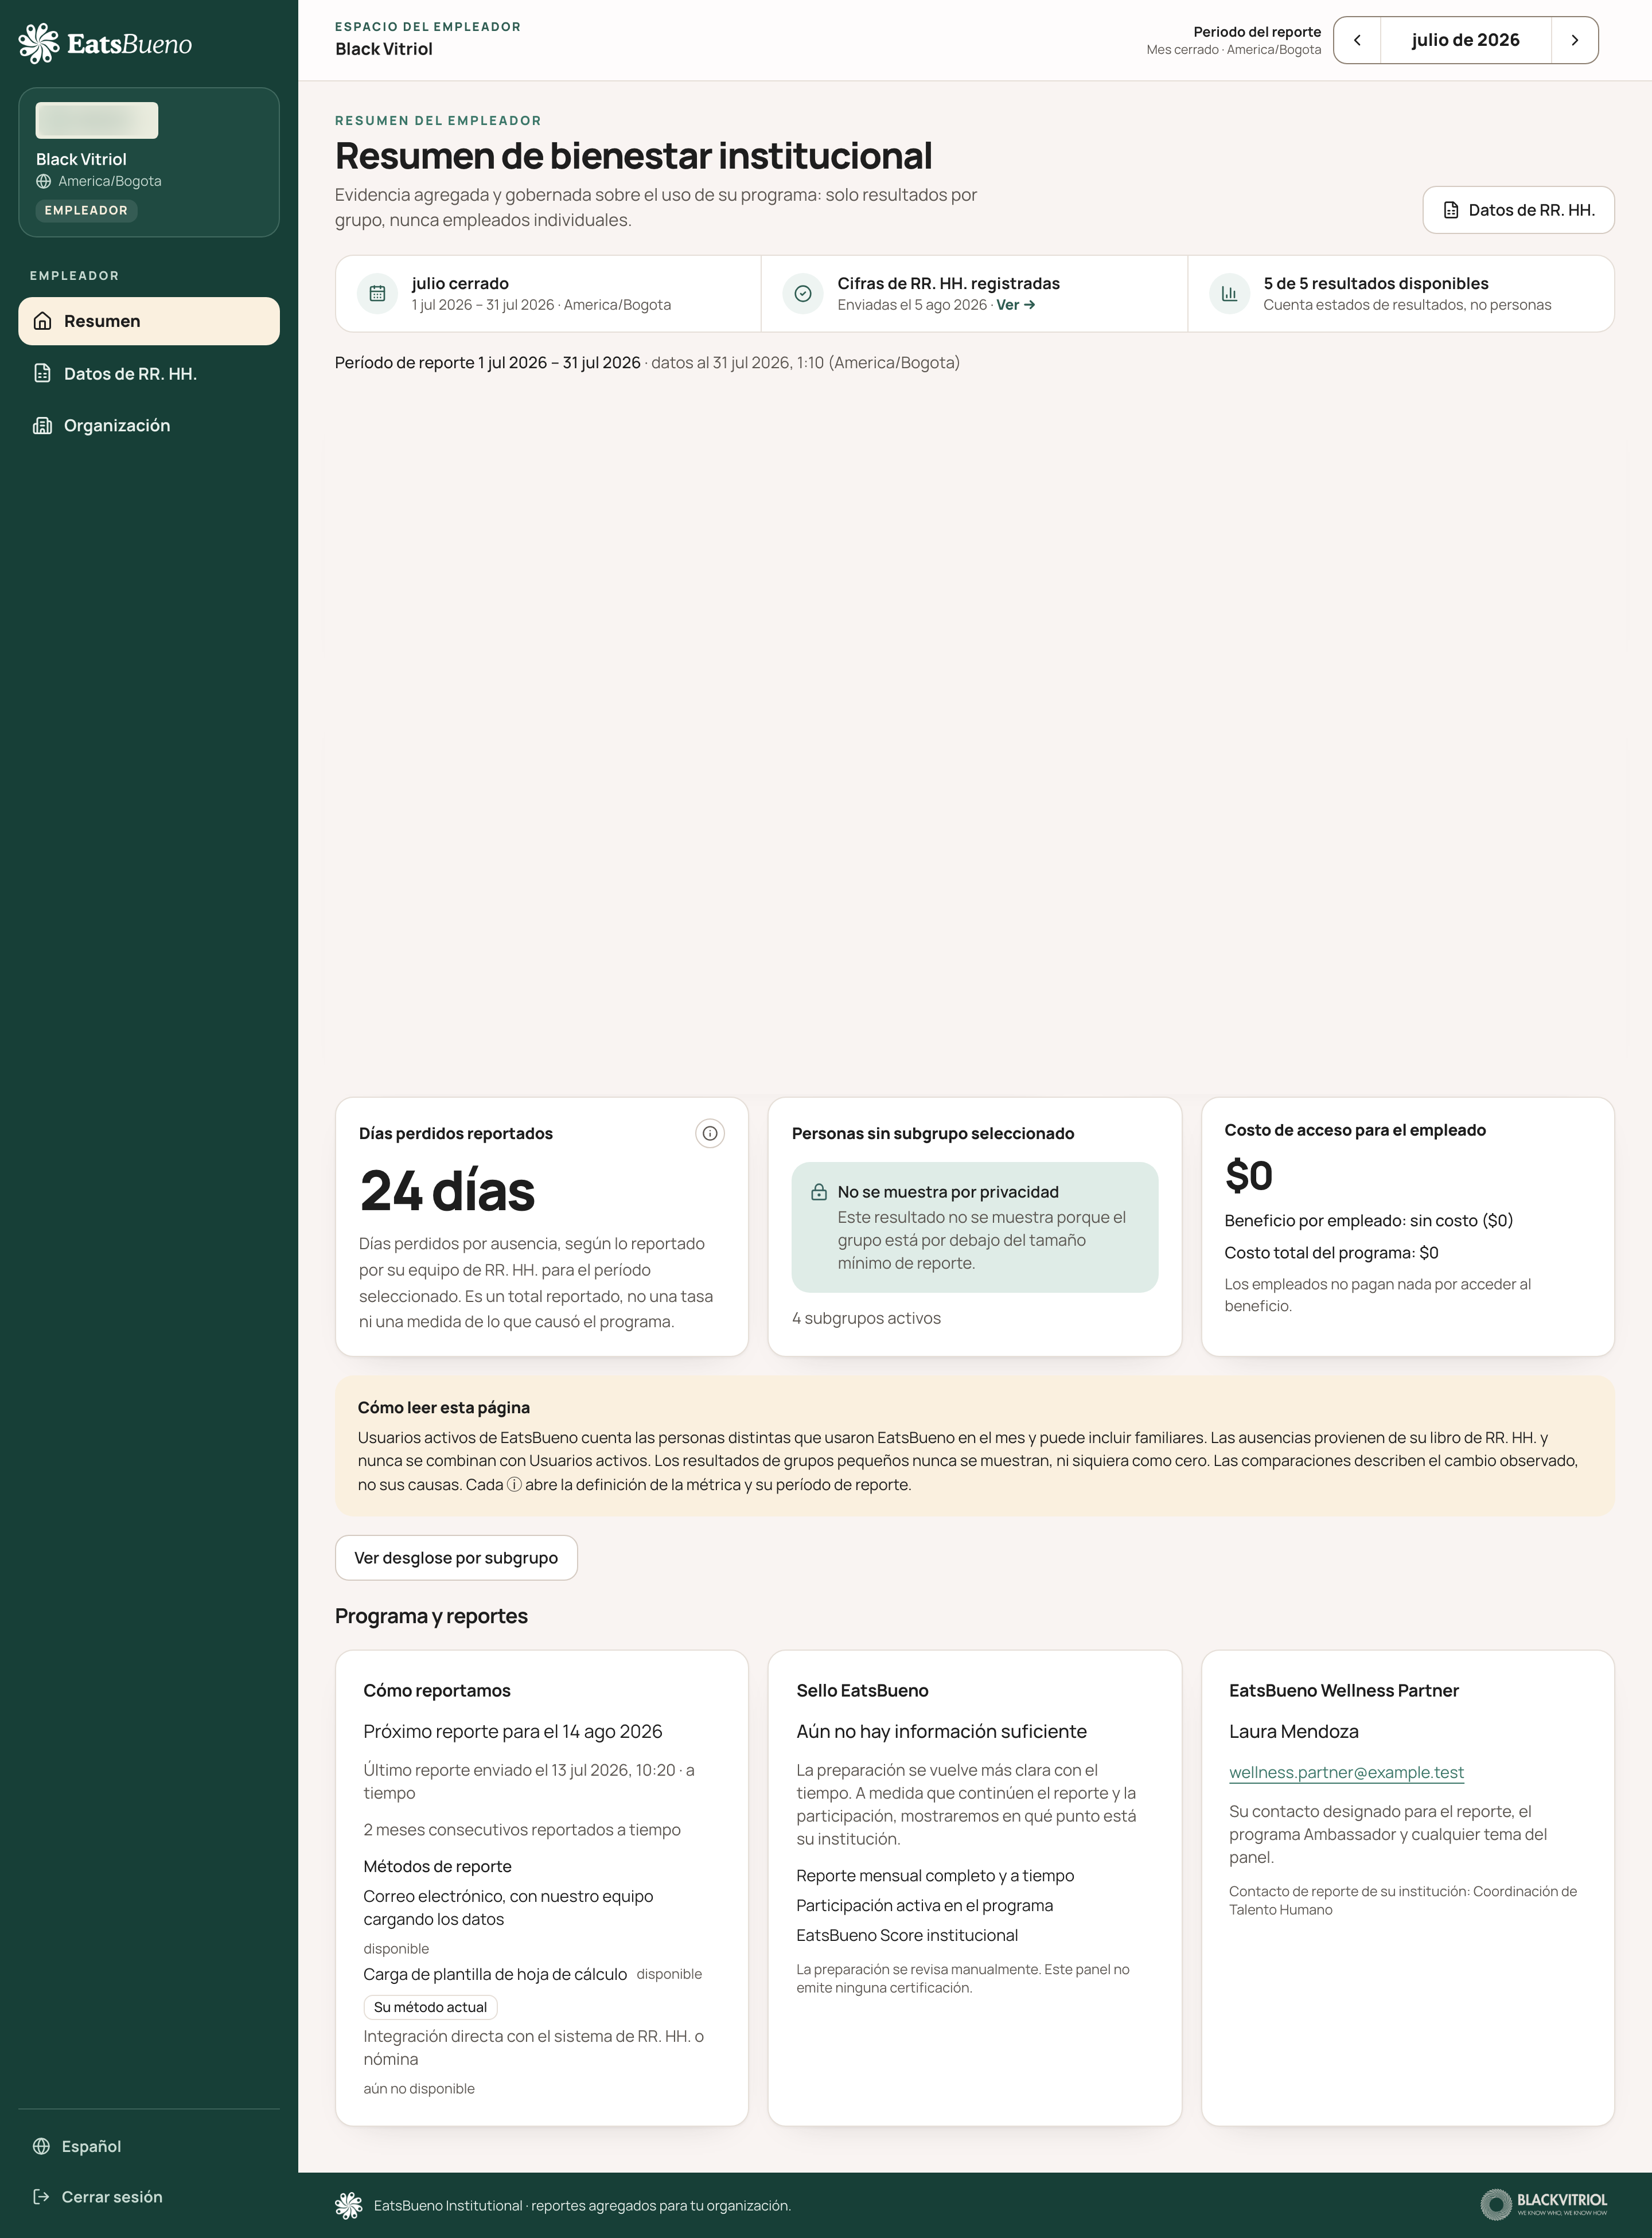 EatsBueno
Black Vitriol
America/Bogota
EMPLEADOR
EMPLEADOR
Resumen
Datos de RR. HH.
Organización
Español
Cerrar sesión
ESPACIO DEL EMPLEADOR
Black Vitriol
Periodo del reporte
Mes cerrado · America/Bogota
julio de 2026
RESUMEN DEL EMPLEADOR
Resumen de bienestar institucional
Evidencia agregada y gobernada sobre el uso de su programa: solo resultados por
grupo, nunca empleados individuales.
Datos de RR. HH.
julio cerrado
1 jul 2026 – 31 jul 2026 · America/Bogota
Cifras de RR. HH. registradas
Enviadas el 5 ago 2026 · Ver →
5 de 5 resultados disponibles
Cuenta estados de resultados, no personas
Período de reporte 1 jul 2026 – 31 jul 2026 · datos al 31 jul 2026, 1:10 (America/Bogota)
Días perdidos reportados
24 días
Días perdidos por ausencia, según lo reportado
por su equipo de RR. HH. para el período
seleccionado. Es un total reportado, no una tasa
ni una medida de lo que causó el programa.
Personas sin subgrupo seleccionado
No se muestra por privacidad
Este resultado no se muestra porque el
grupo está por debajo del tamaño
mínimo de reporte.
4 subgrupos activos
Costo de acceso para el empleado
$0
Beneficio por empleado: sin costo ($0)
Costo total del programa: $0
Los empleados no pagan nada por acceder al
beneficio.
Cómo leer esta página
Usuarios activos de EatsBueno cuenta las personas distintas que usaron EatsBueno en el mes y puede incluir familiares. Las ausencias provienen de su libro de RR. HH. y
nunca se combinan con Usuarios activos. Los resultados de grupos pequeños nunca se muestran, ni siquiera como cero. Las comparaciones describen el cambio observado,
no sus causas. Cada ⓘ abre la definición de la métrica y su período de reporte.
Ver desglose por subgrupo
Programa y reportes
Cómo reportamos
Próximo reporte para el 14 ago 2026
Último reporte enviado el 13 jul 2026, 10:20 · a
tiempo
2 meses consecutivos reportados a tiempo
Métodos de reporte
Correo electrónico, con nuestro equipo
cargando los datos
disponible
Carga de plantilla de hoja de cálculo disponible
Su método actual
Integración directa con el sistema de RR. HH. o
nómina
aún no disponible
Sello EatsBueno
Aún no hay información suficiente
La preparación se vuelve más clara con el
tiempo. A medida que continúen el reporte y la
participación, mostraremos en qué punto está
su institución.
Reporte mensual completo y a tiempo
Participación activa en el programa
EatsBueno Score institucional
La preparación se revisa manualmente. Este panel no
emite ninguna certificación.
EatsBueno Wellness Partner
Laura Mendoza
wellness.partner@example.test
Su contacto designado para el reporte, el
programa Ambassador y cualquier tema del
panel.
Contacto de reporte de su institución: Coordinación de
Talento Humano
EatsBueno Institutional · reportes agregados para tu organización.
BLACKVITRIOL
WE KNOW WHO, WE KNOW HOW